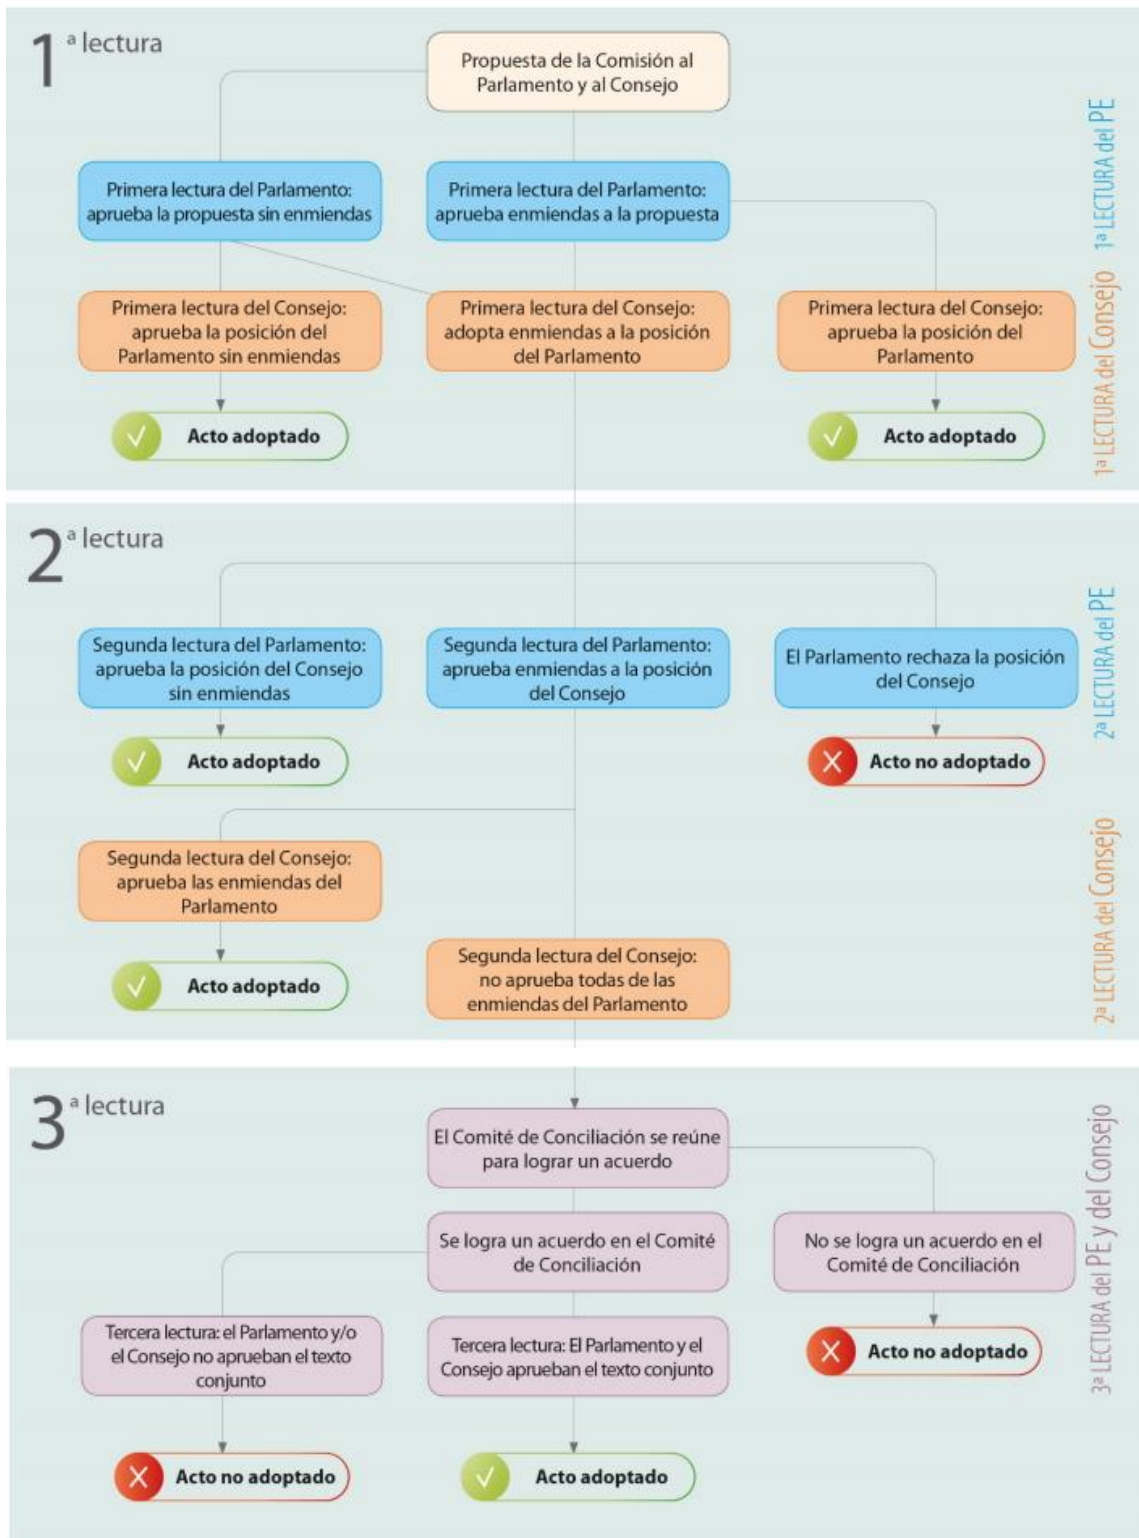 1ª lectura
Propuesta de la Comisión al
Parlamento y al Consejo
Primera lectura del Parlamento:
aprueba la propuesta sin enmiendas
Primera lectura del Parlamento:
aprueba enmiendas a la propuesta
1ª LECTURA del PE
Primera lectura del Consejo:
aprueba la posición del
Parlamento sin enmiendas
Primera lectura del Consejo:
adopta enmiendas a la posición
del Parlamento
Primera lectura del Consejo:
aprueba la posición del
Parlamento
1ª LECTURA del Consejo
Acto adoptado
Acto adoptado
2ª lectura
Segunda lectura del Parlamento:
aprueba la posición del Consejo
sin enmiendas
Segunda lectura del Parlamento:
aprueba enmiendas a la posición
del Consejo
El Parlamento rechaza la posición
del Consejo
2ª LECTURA del PE
Acto adoptado
Acto no adoptado
Segunda lectura del Consejo:
aprueba las enmiendas del
Parlamento
Acto adoptado
Segunda lectura del Consejo:
no aprueba todas de las
enmiendas del Parlamento
2ª LECTURA del Consejo
3ª lectura
El Comité de Conciliación se reúne
para lograr un acuerdo
Se logra un acuerdo en el Comité
de Conciliación
No se logra un acuerdo en el
Comité de Conciliación
3ª LECTURA del PE y del Consejo
Tercera lectura: el Parlamento y/o
el Consejo no aprueban el texto
conjunto
Tercera lectura: El Parlamento y el
Consejo aprueban el texto conjunto
Acto no adoptado
Acto no adoptado
Acto adoptado